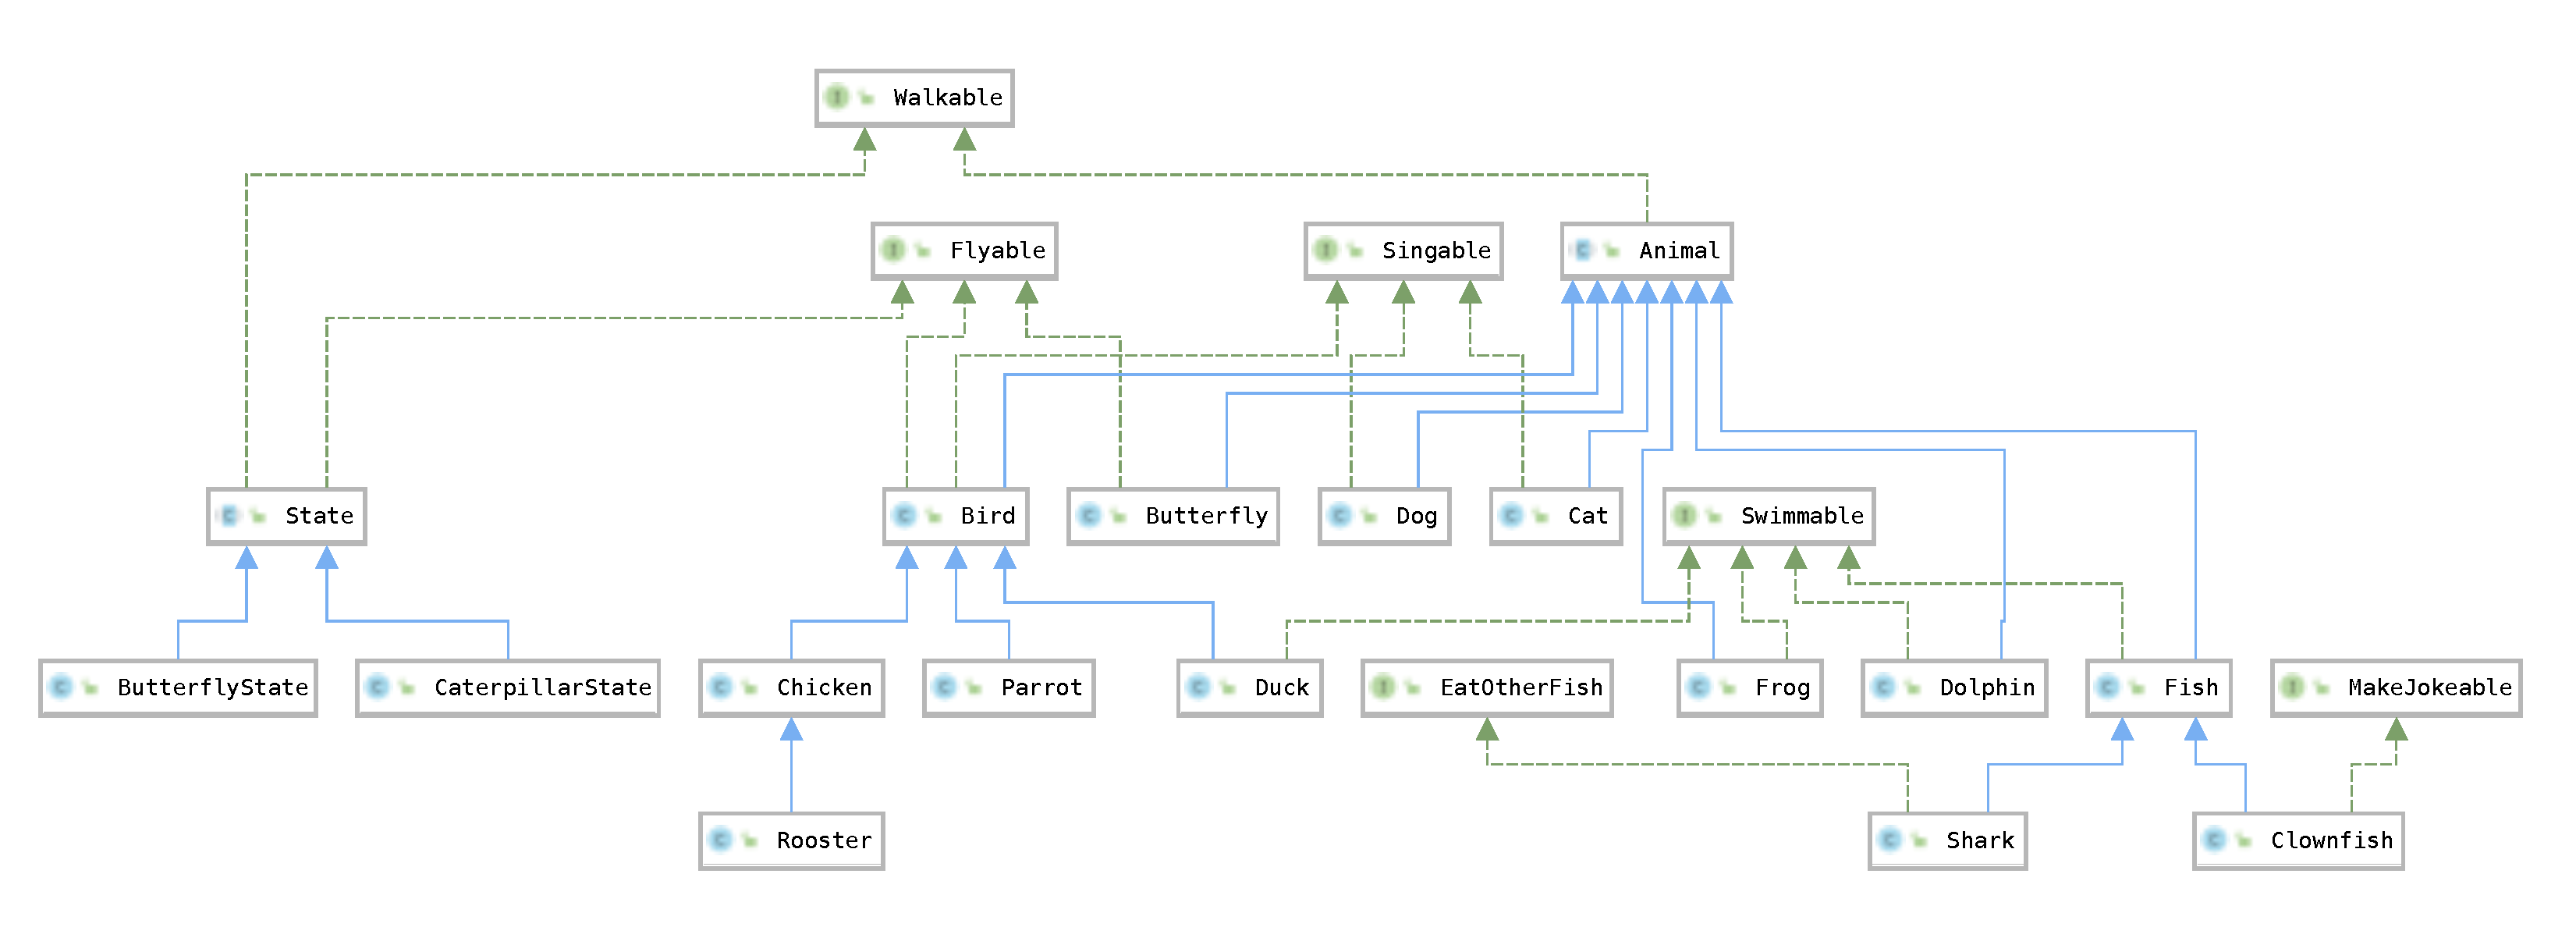 Walkable
Flyable
Singable
Animal
State
Bird
Butterfly
Dog
Cat
Swimmable
ButterflyState
CaterpillarState
Chicken
Parrot
Duck
EatOtherFish
Frog
Dolphin
Fish
MakeJokeable
Rooster
Shark
Clownfish